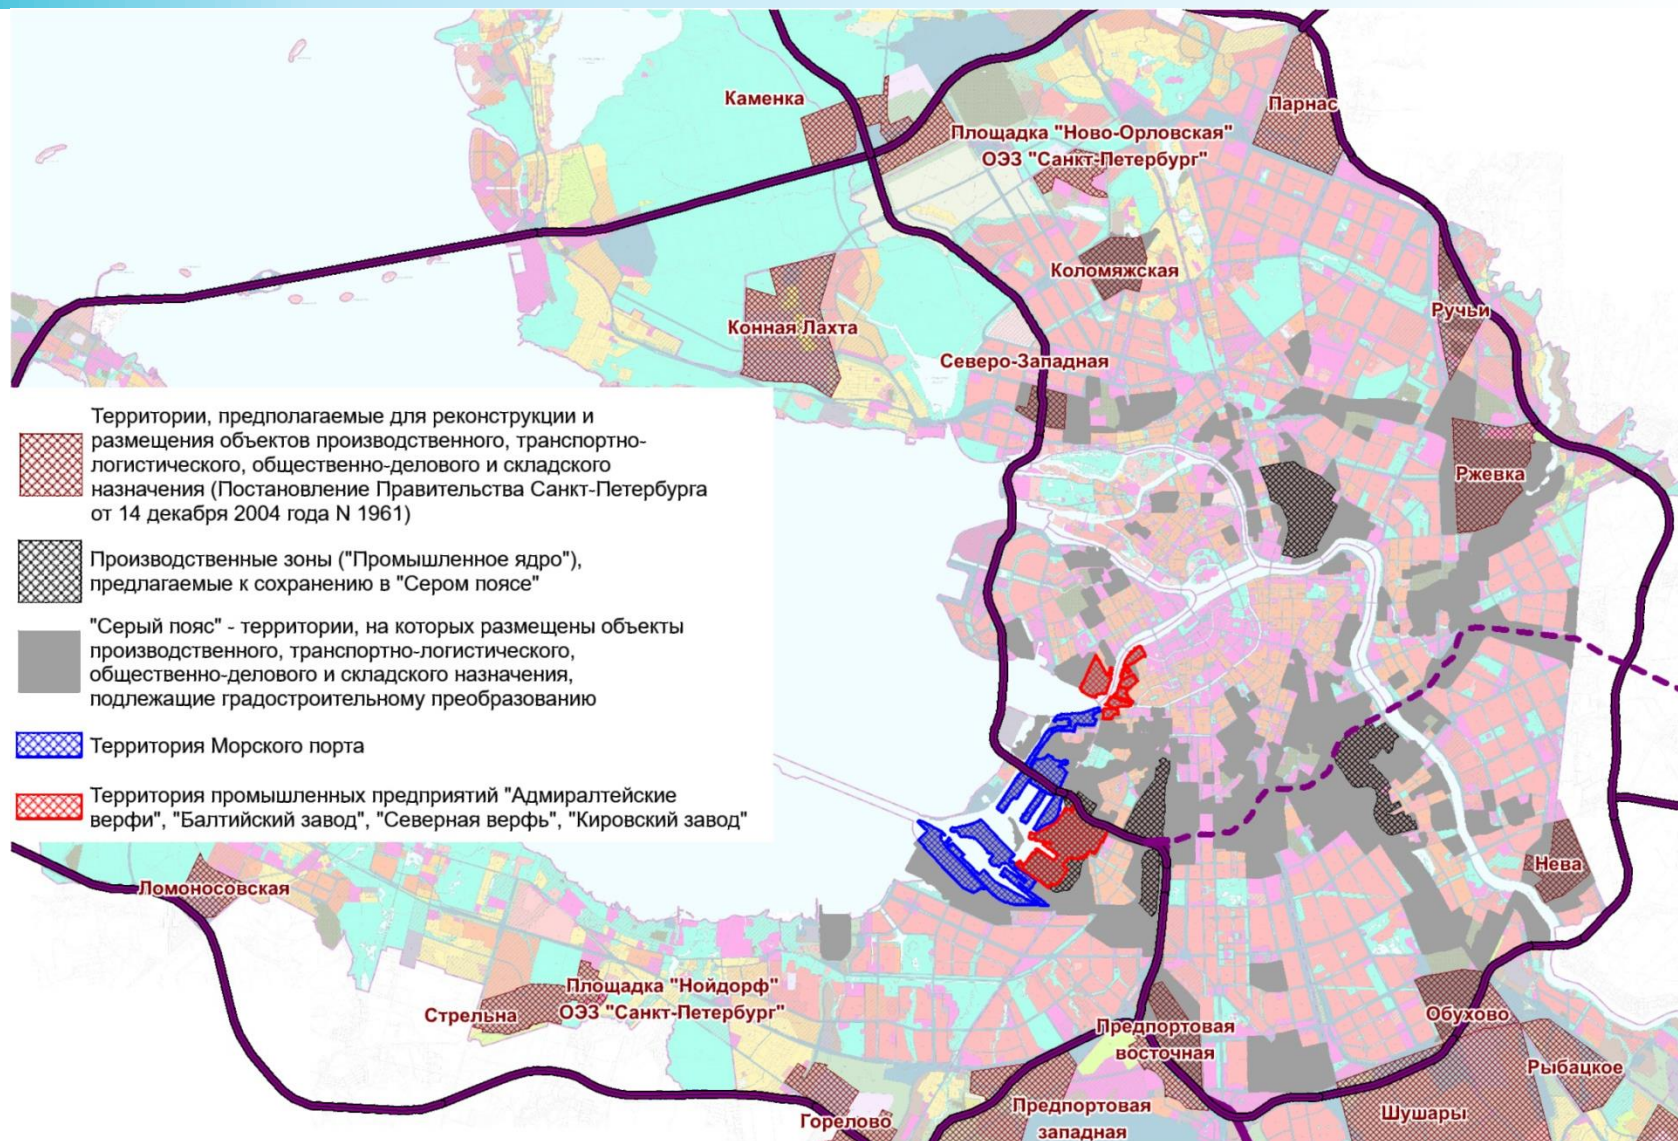 Каменка
Парнас
Площадка "Ново-Орловская"
ОЭЗ "Санкт-Петербург"
Коломяжская
Ручьи
Конная Лахта
Северо-Западная
Ржевка
Территории, предполагаемые для реконструкции и
размещения объектов производственного, транспортно-
логистического, общественно-делового и складского
назначения (Постановление Правительства Санкт-Петербурга
от 14 декабря 2004 года N 1961)
Производственные зоны ("Промышленное ядро"),
предлагаемые к сохранению в "Сером поясе"
"Серый пояс" - территории, на которых размещены объекты
производственного, транспортно-логистического,
общественно-делового и складского назначения,
подлежащие градостроительному преобразованию
Территория Морского порта
Территория промышленных предприятий "Адмиралтейские
верфи", "Балтийский завод", "Северная верфь", "Кировский завод"
Нева
Ломоносовская
Площадка "Нойдорф"
ОЭЗ "Санкт-Петербург"
Стрельна
Обухово
Предпортовая
восточная
Рыбацкое
Шушары
Предпортовая
западная
Горелово